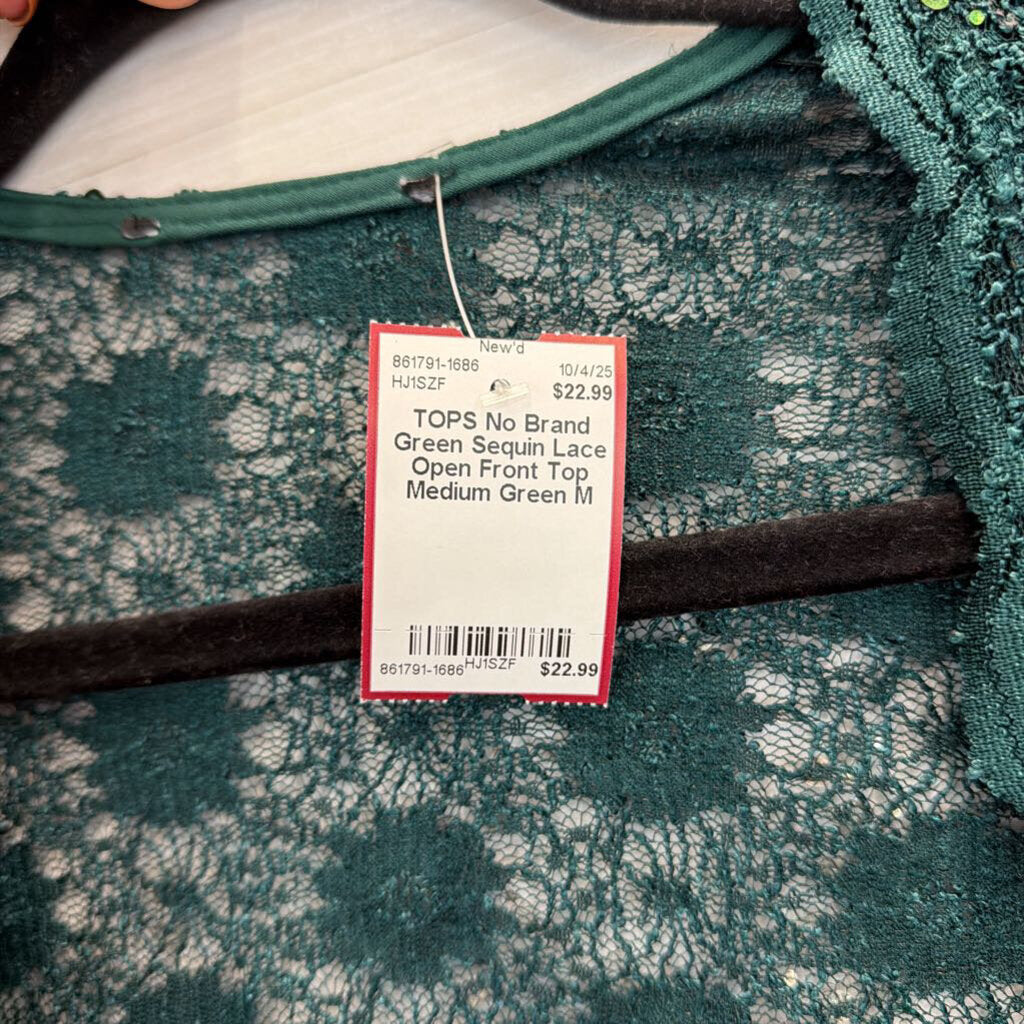 New'd
861791-1686 10/4/25
HJ1SZF $22.99
TOPS No Brand
Green Sequin Lace
Open Front Top
Medium Green M
861791-1686 HJ1SZF $22.99